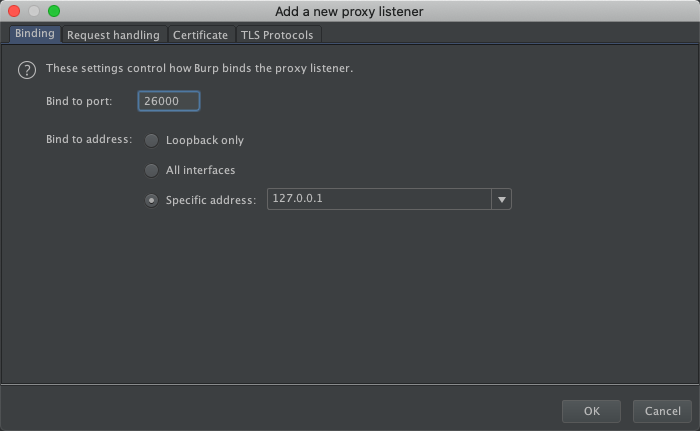 Add a new proxy listener
Binding Request handling Certificate TLS Protocols
? These settings control how Burp binds the proxy listener.
Bind to port: 26000
Bind to address: Loopback only
All interfaces
Specific address: 127.0.0.1
OK Cancel